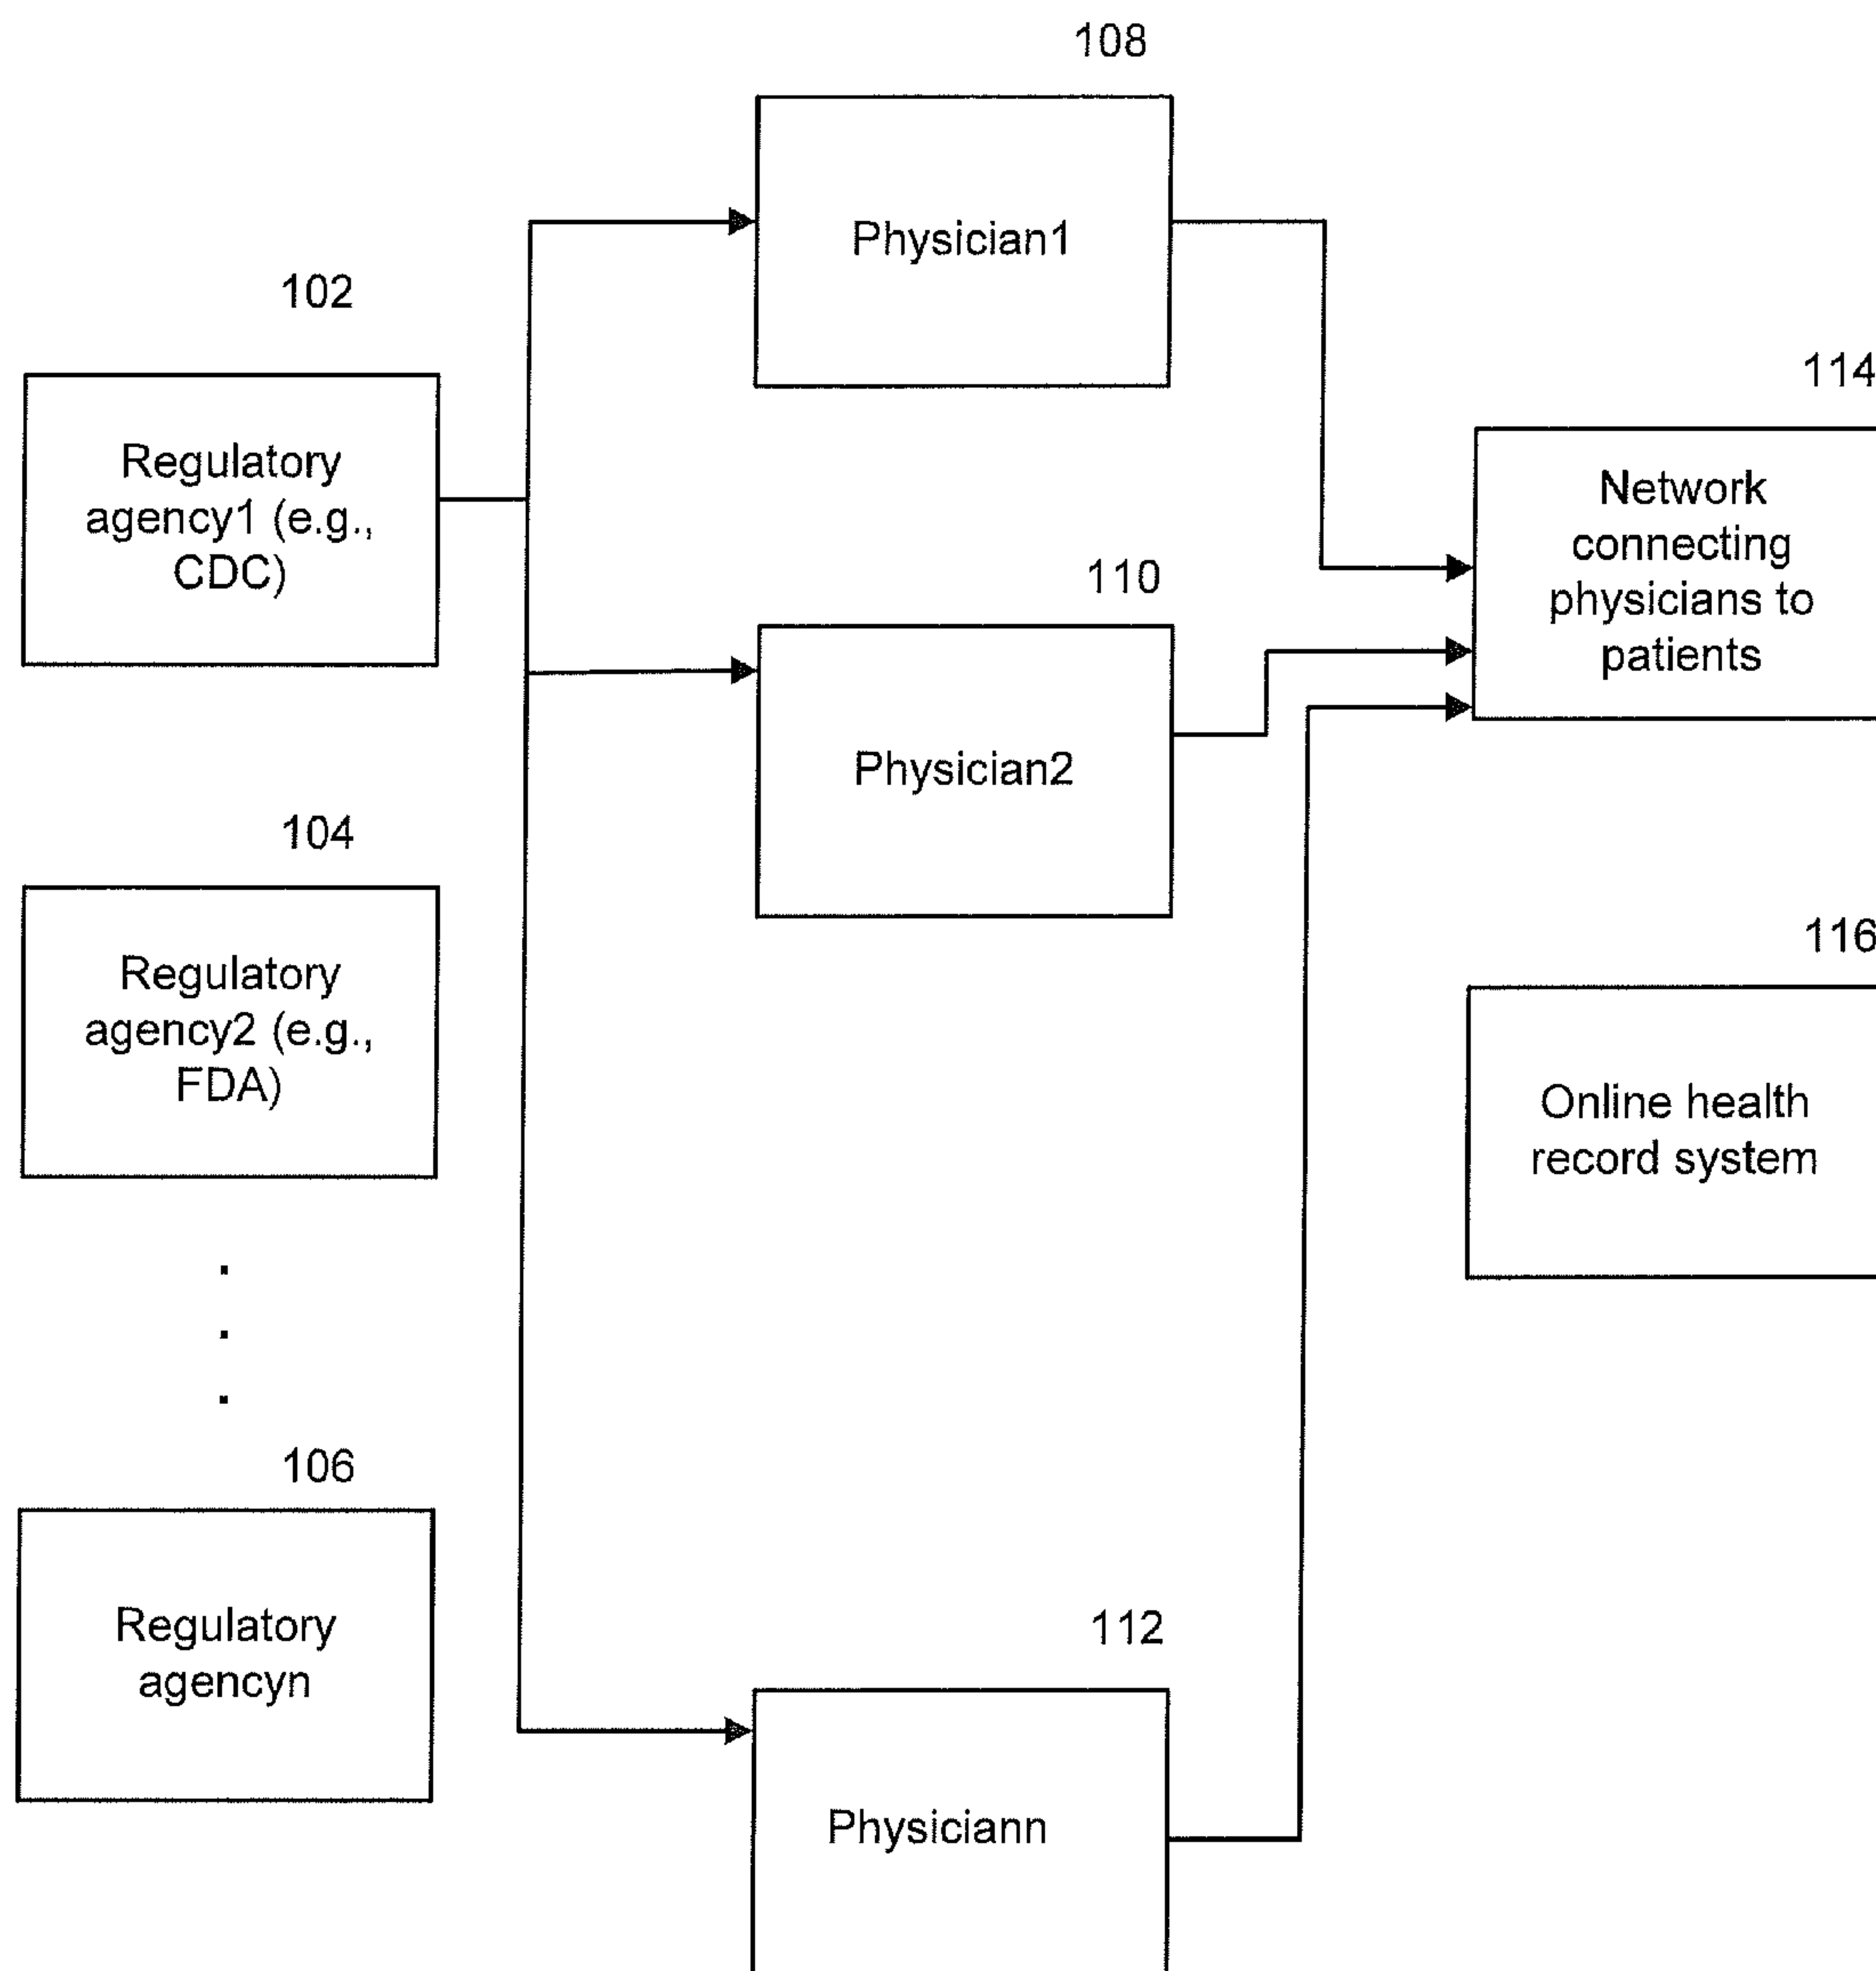 108
Physician1
102
Regulatory
agency1 (e.g.,
CDC)
114
Network
connecting
physicians to
patients
110
Physician2
104
Regulatory
agency2 (e.g.,
FDA)
116
Online health
record system
.
.
.
106
Regulatory
agencyn
112
Physiciann